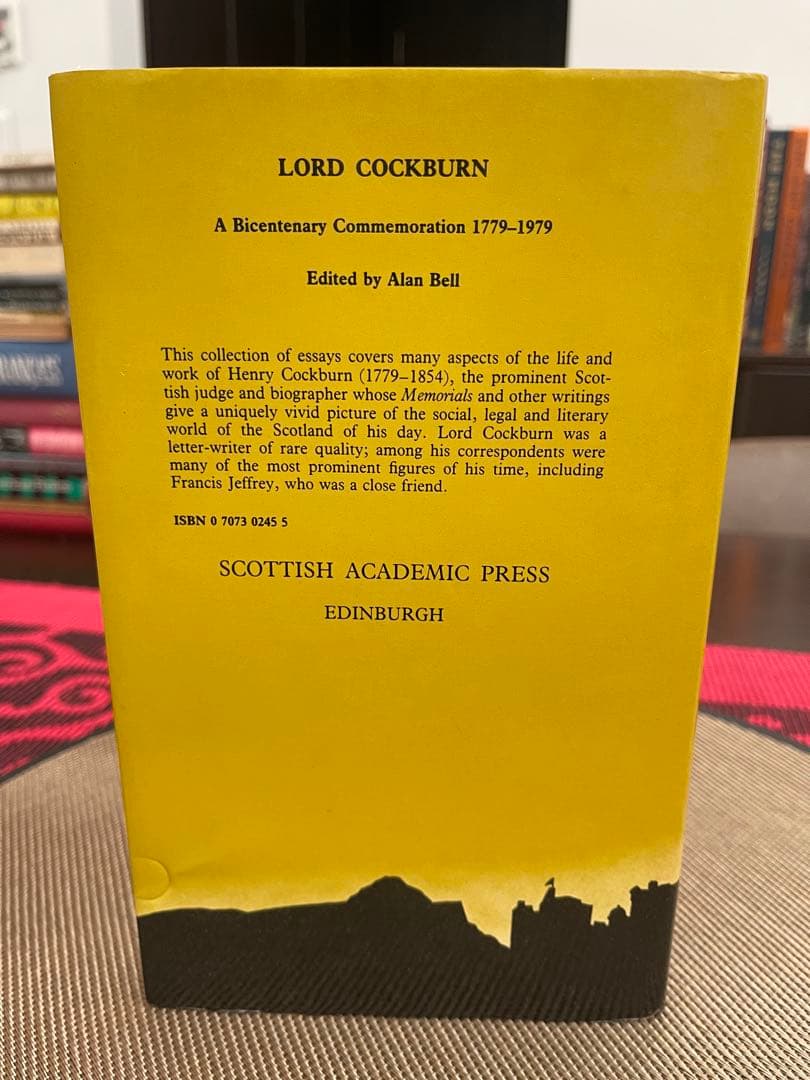 LORD COCKBURN
A Bicentenary Commemoration 1779–1979
Edited by Alan Bell
This collection of essays covers many aspects of the life and
work of Henry Cockburn (1779–1854), the prominent Scot-
tish judge and biographer whose Memorials and other writings
give a uniquely vivid picture of the social, legal and literary
world of the Scotland of his day. Lord Cockburn was a
letter-writer of rare quality; among his correspondents were
many of the most prominent figures of his time, including
Francis Jeffrey, who was a close friend.
ISBN 0 7073 0245 5
SCOTTISH ACADEMIC PRESS
EDINBURGH